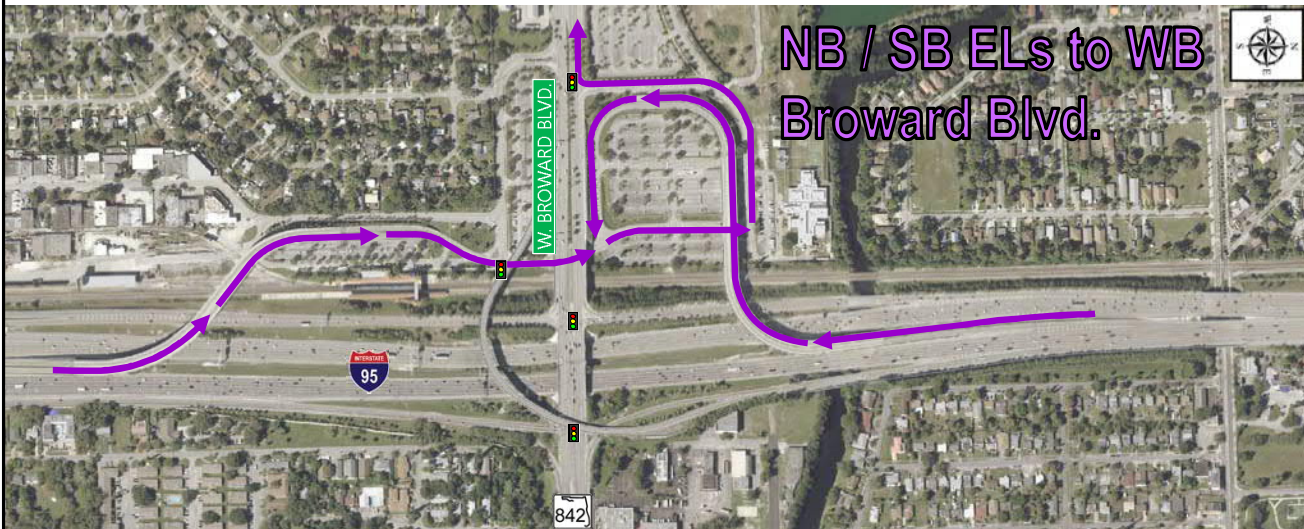 NB / SB ELs to WB
Broward Blvd.
W. BROWARD BLVD.
INTERSTATE
95
842